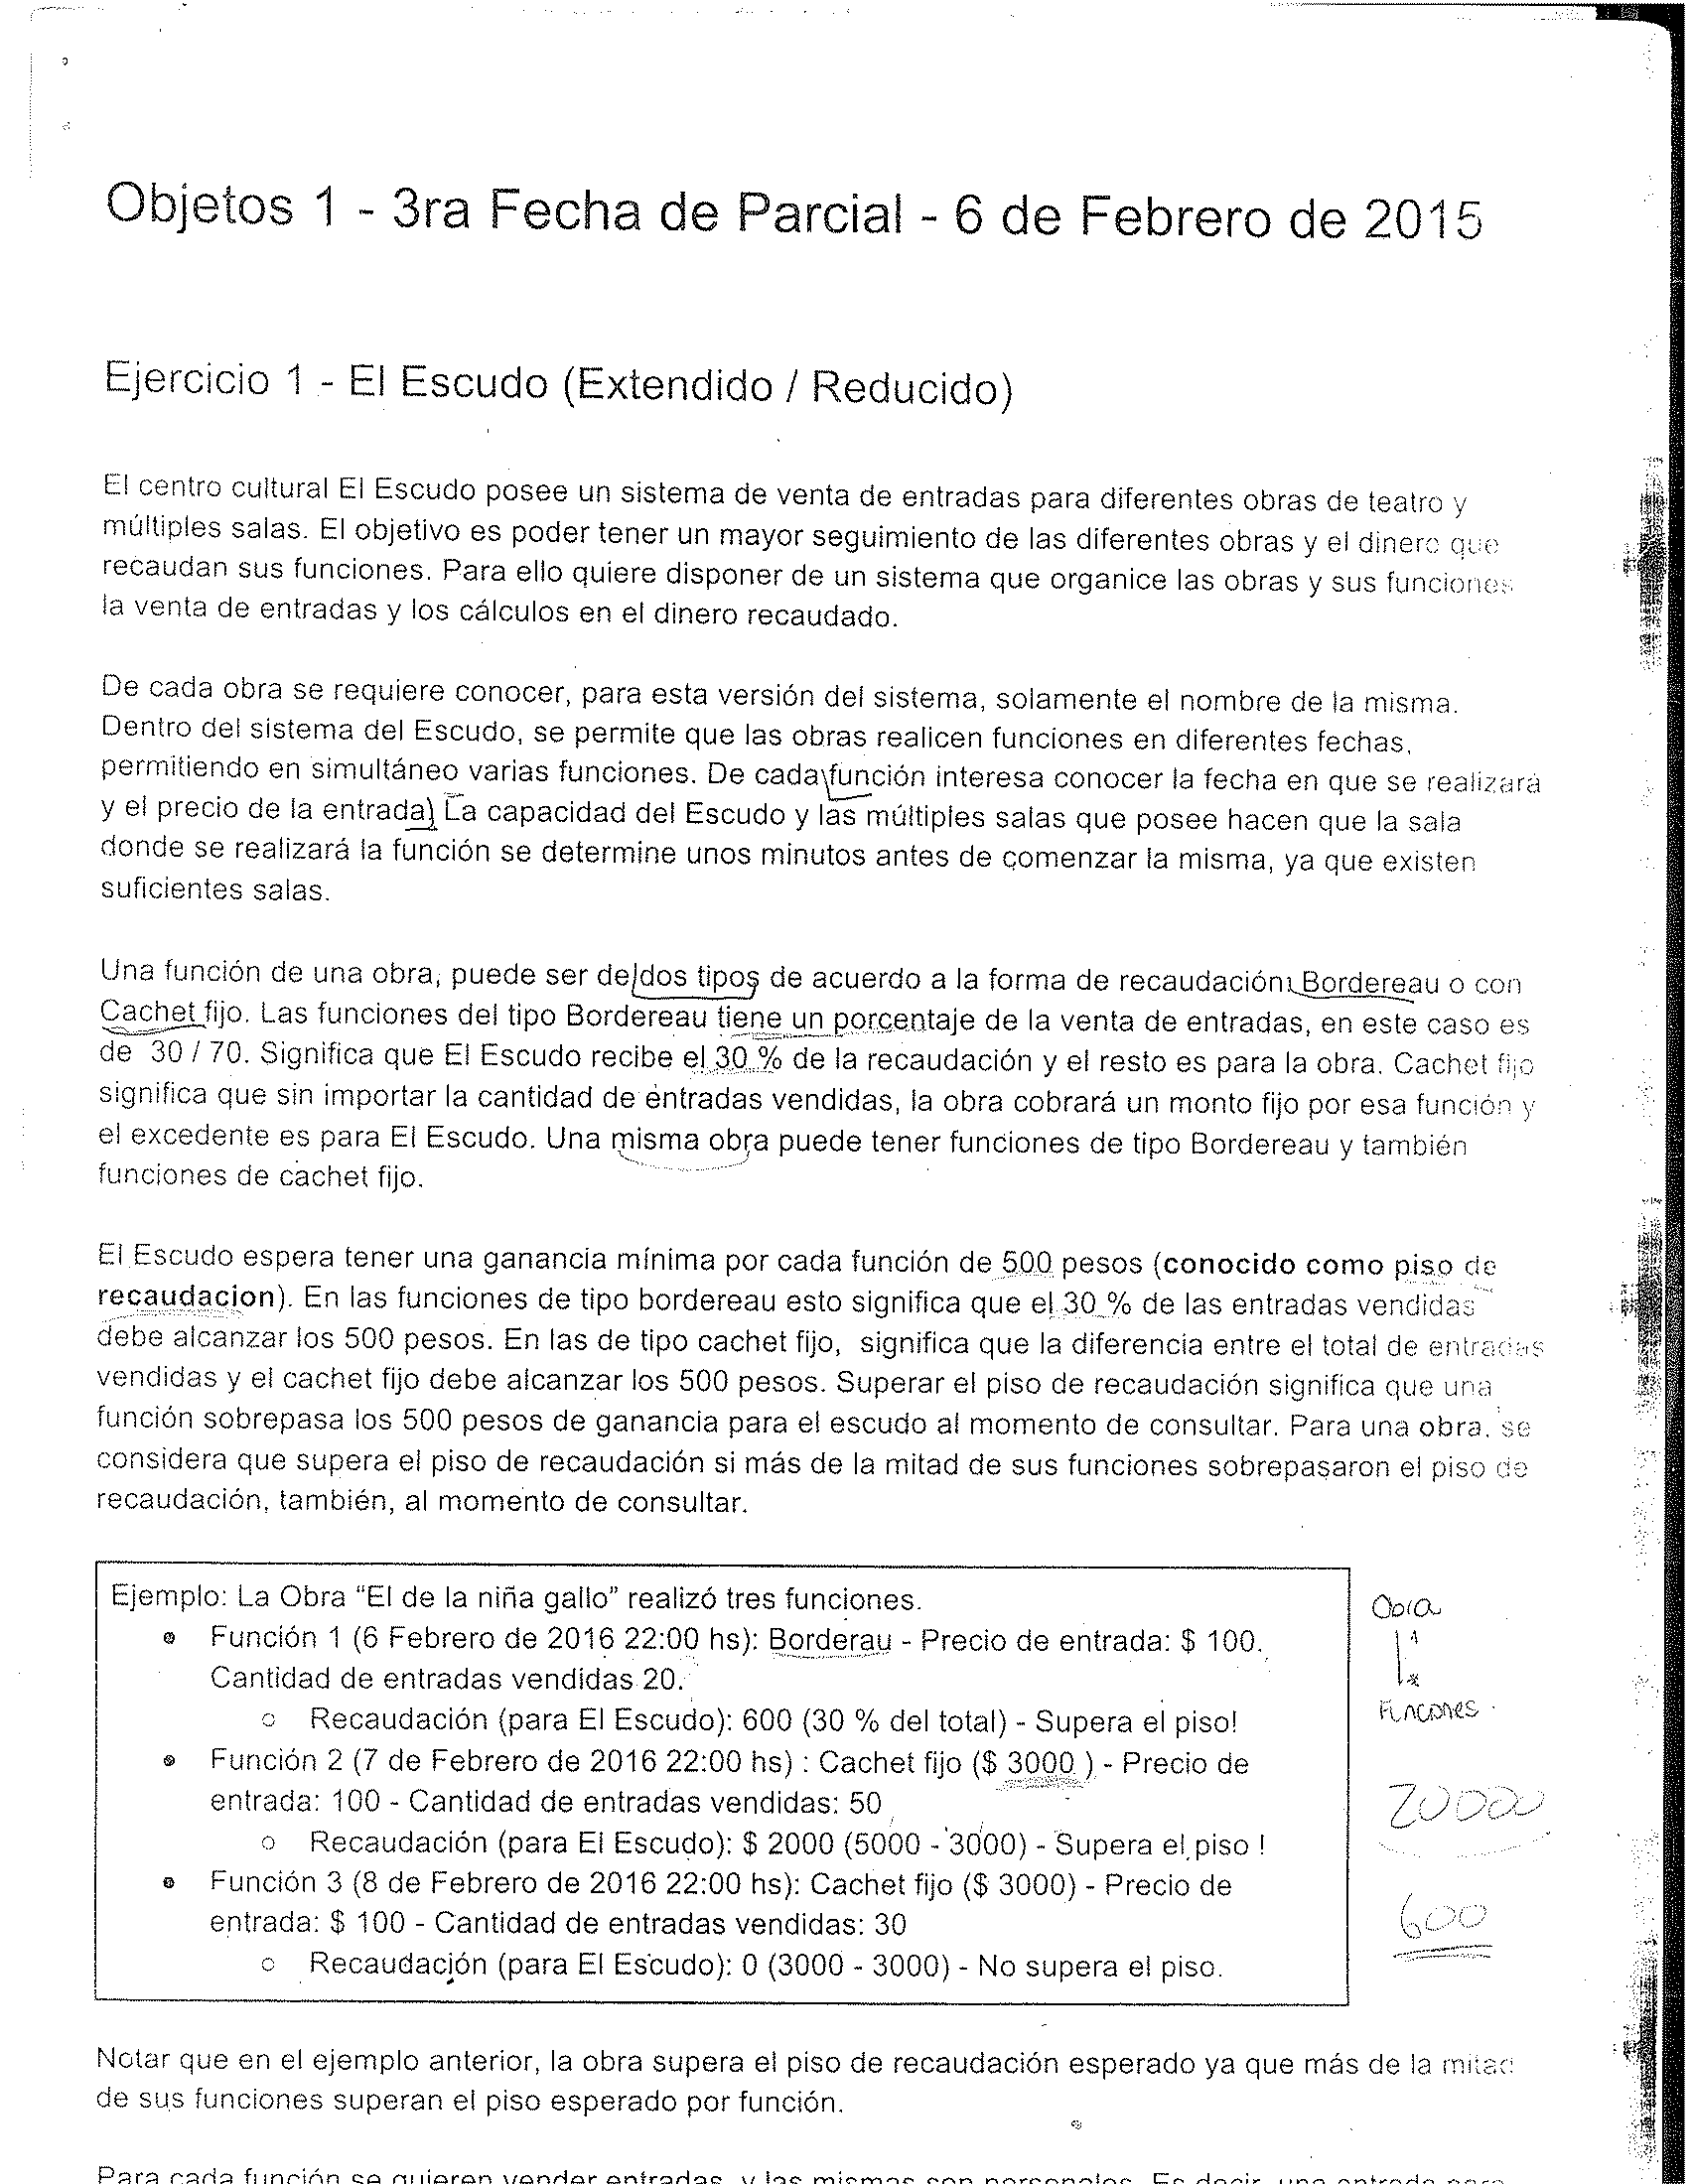 Objetos 1 - 3ra Fecha de Parcial - 6 de Febrero de 2015
Ejercicio 1 - El Escudo (Extendido / Reducido)
El centro cultural El Escudo posee un sistema de venta de entradas para diferentes obras de teatro y
múltiples salas. El objetivo es poder tener un mayor seguimiento de las diferentes obras y el dinero que
recaudan sus funciones. Para ello quiere disponer de un sistema que organice las obras y sus funciones
la venta de entradas y los cálculos en el dinero recaudado.
De cada obra se requiere conocer, para esta versión del sistema, solamente el nombre de la misma.
Dentro del sistema del Escudo, se permite que las obras realicen funciones en diferentes fechas,
permitiendo en simultáneo varias funciones. De cada función interesa conocer la fecha en que se realizará
y el precio de la entrada. La capacidad del Escudo y las múltiples salas que posee hacen que la sala
donde se realizará la función se determine unos minutos antes de comenzar la misma, ya que existen
suficientes salas.
Una función de una obra, puede ser de dos tipos de acuerdo a la forma de recaudación: Bordereau o con
Cachet fijo. Las funciones del tipo Bordereau tiene un porcentaje de la venta de entradas, en este caso es
de 30 / 70. Significa que El Escudo recibe el 30 % de la recaudación y el resto es para la obra. Cachet fijo
significa que sin importar la cantidad de entradas vendidas, la obra cobrará un monto fijo por esa función y
el excedente es para El Escudo. Una misma obra puede tener funciones de tipo Bordereau y también
funciones de cachet fijo.
El Escudo espera tener una ganancia mínima por cada función de 500 pesos (conocido como piso de
recaudacion). En las funciones de tipo bordereau esto significa que el 30 % de las entradas vendidas
debe alcanzar los 500 pesos. En las de tipo cachet fijo, significa que la diferencia entre el total de entradas
vendidas y el cachet fijo debe alcanzar los 500 pesos. Superar el piso de recaudación significa que una
función sobrepasa los 500 pesos de ganancia para el escudo al momento de consultar. Para una obra, se
considera que supera el piso de recaudación si más de la mitad de sus funciones sobrepasaron el piso de
recaudación, también, al momento de consultar.
Ejemplo: La Obra “El de la niña gallo” realizó tres funciones.
● Función 1 (6 Febrero de 2016 22:00 hs): Borderau - Precio de entrada: $ 100.
Cantidad de entradas vendidas 20.
○ Recaudación (para El Escudo): 600 (30 % del total) - Supera el piso!
● Función 2 (7 de Febrero de 2016 22:00 hs) : Cachet fijo ($ 3000 ) - Precio de
entrada: 100 - Cantidad de entradas vendidas: 50
○ Recaudación (para El Escudo): $ 2000 (5000 - 3000) - Supera el piso !
● Función 3 (8 de Febrero de 2016 22:00 hs): Cachet fijo ($ 3000) - Precio de
entrada: $ 100 - Cantidad de entradas vendidas: 30
○ Recaudación (para El Escudo): 0 (3000 - 3000) - No supera el piso.
Obra
1
*
Funciones
20000
600
Notar que en el ejemplo anterior, la obra supera el piso de recaudación esperado ya que más de la mitad
de sus funciones superan el piso esperado por función.
Para cada función se quieren vender entradas, y las mismas son personales. Es decir, una entrada para